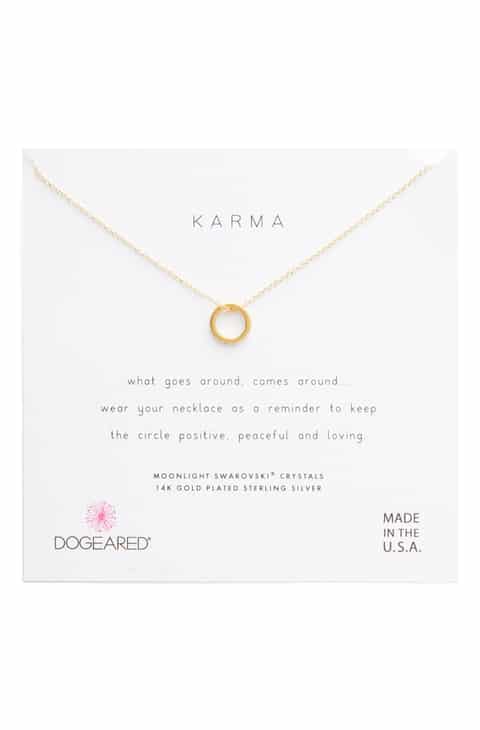 KARMA
what goes around, comes around...
wear your necklace as a reminder to keep
the circle positive, peaceful and loving.
MOONLIGHT SWAROVSKI® CRYSTALS
14K GOLD PLATED STERLING SILVER
DOGEARED®
MADE
IN THE
U.S.A.